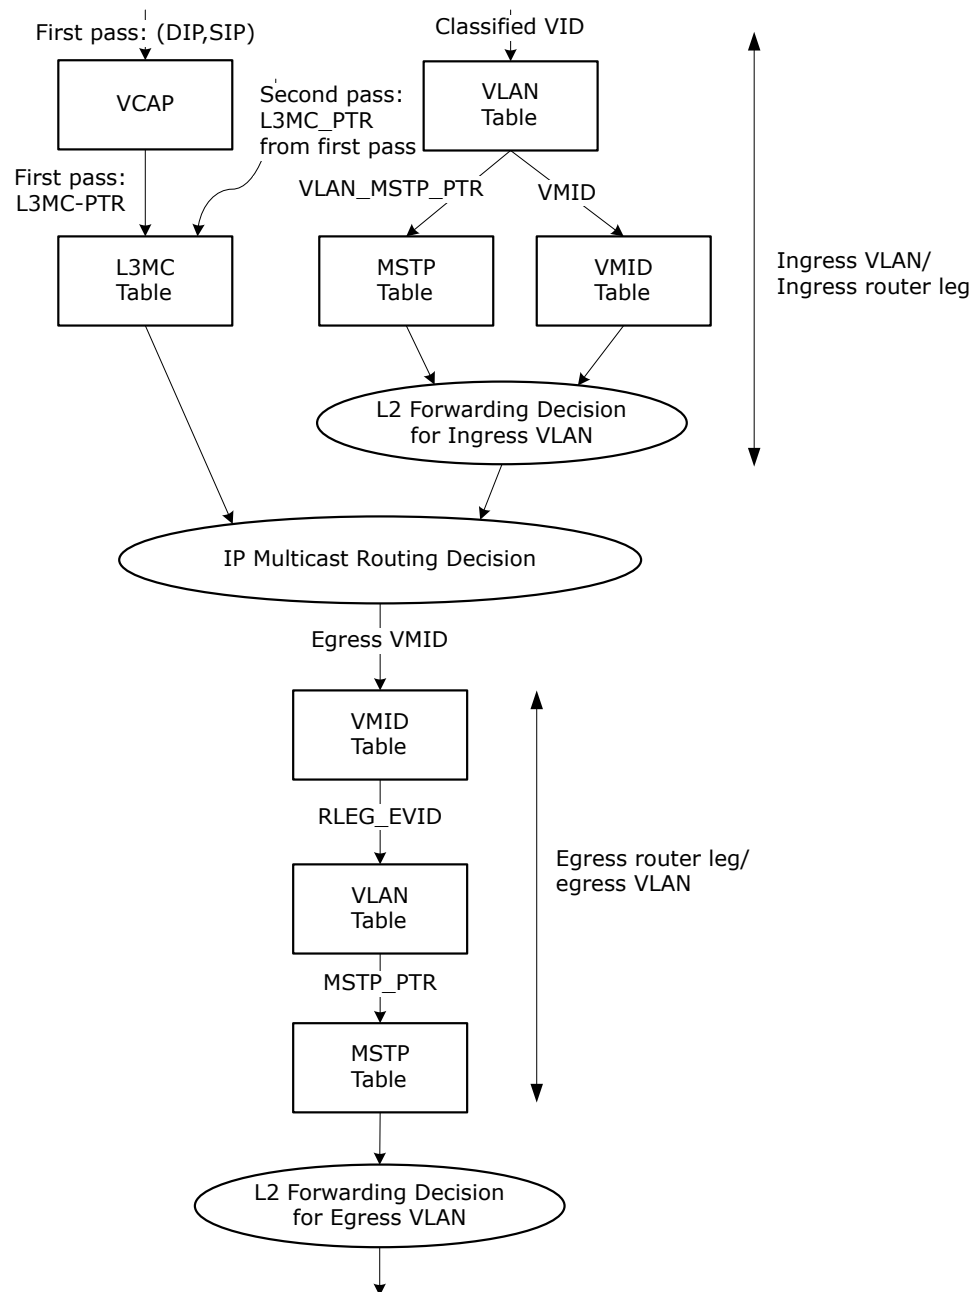 First pass: (DIP,SIP)
Classified VID
VCAP
Second pass:
L3MC_PTR
from first pass
VLAN
Table
First pass:
L3MC-PTR
VLAN_MSTP_PTR
VMID
L3MC
Table
MSTP
Table
VMID
Table
Ingress VLAN/
Ingress router leg
L2 Forwarding Decision
for Ingress VLAN
IP Multicast Routing Decision
Egress VMID
VMID
Table
RLEG_EVID
VLAN
Table
Egress router leg/
egress VLAN
MSTP_PTR
MSTP
Table
L2 Forwarding Decision
for Egress VLAN